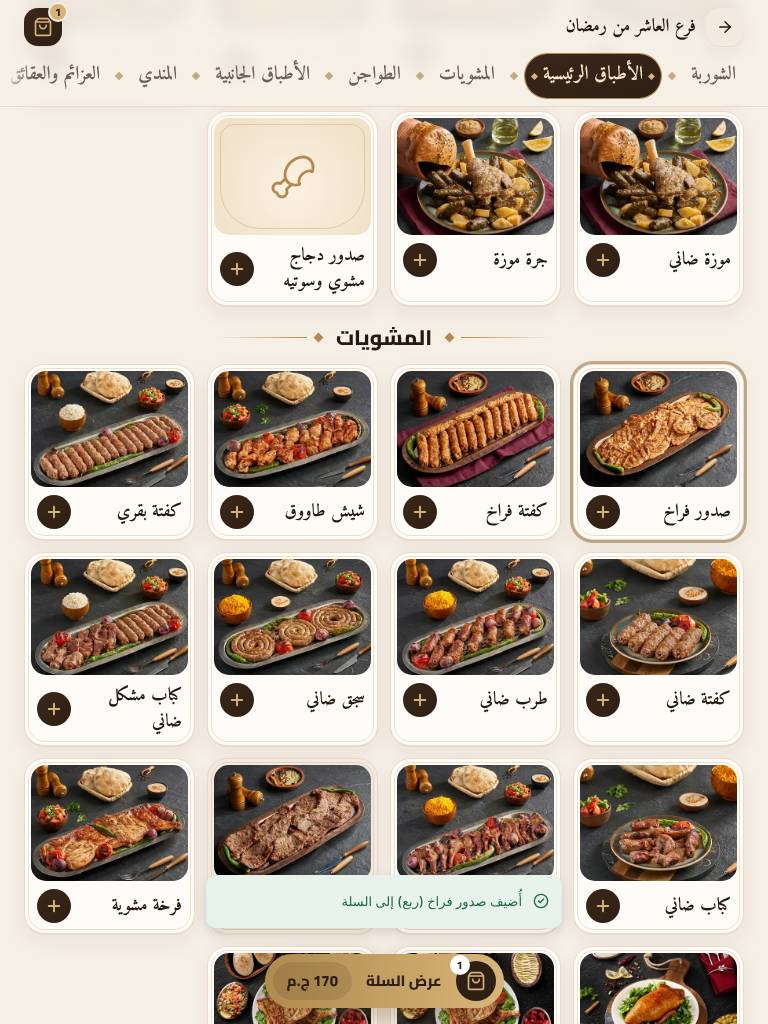 فرع العاشر من رمضان
1
الشوربة
الأطباق الرئيسية
المشويات
الطواجن
الأطباق الجانبية
المندي
العزائم والعقائق
موزة ضاني
جرة موزة
صدور دجاج
مشوي وسوتيه
المشويات
صدور فراخ
كفتة فراخ
شيش طاووق
كفتة بقري
كفتة ضاني
طرب ضاني
سجق ضاني
كباب مشكل
ضاني
كباب ضاني
فرخة مشوية
أُضيف صدور فراخ (ربع) إلى السلة
1
عرض السلة
170 ج.م